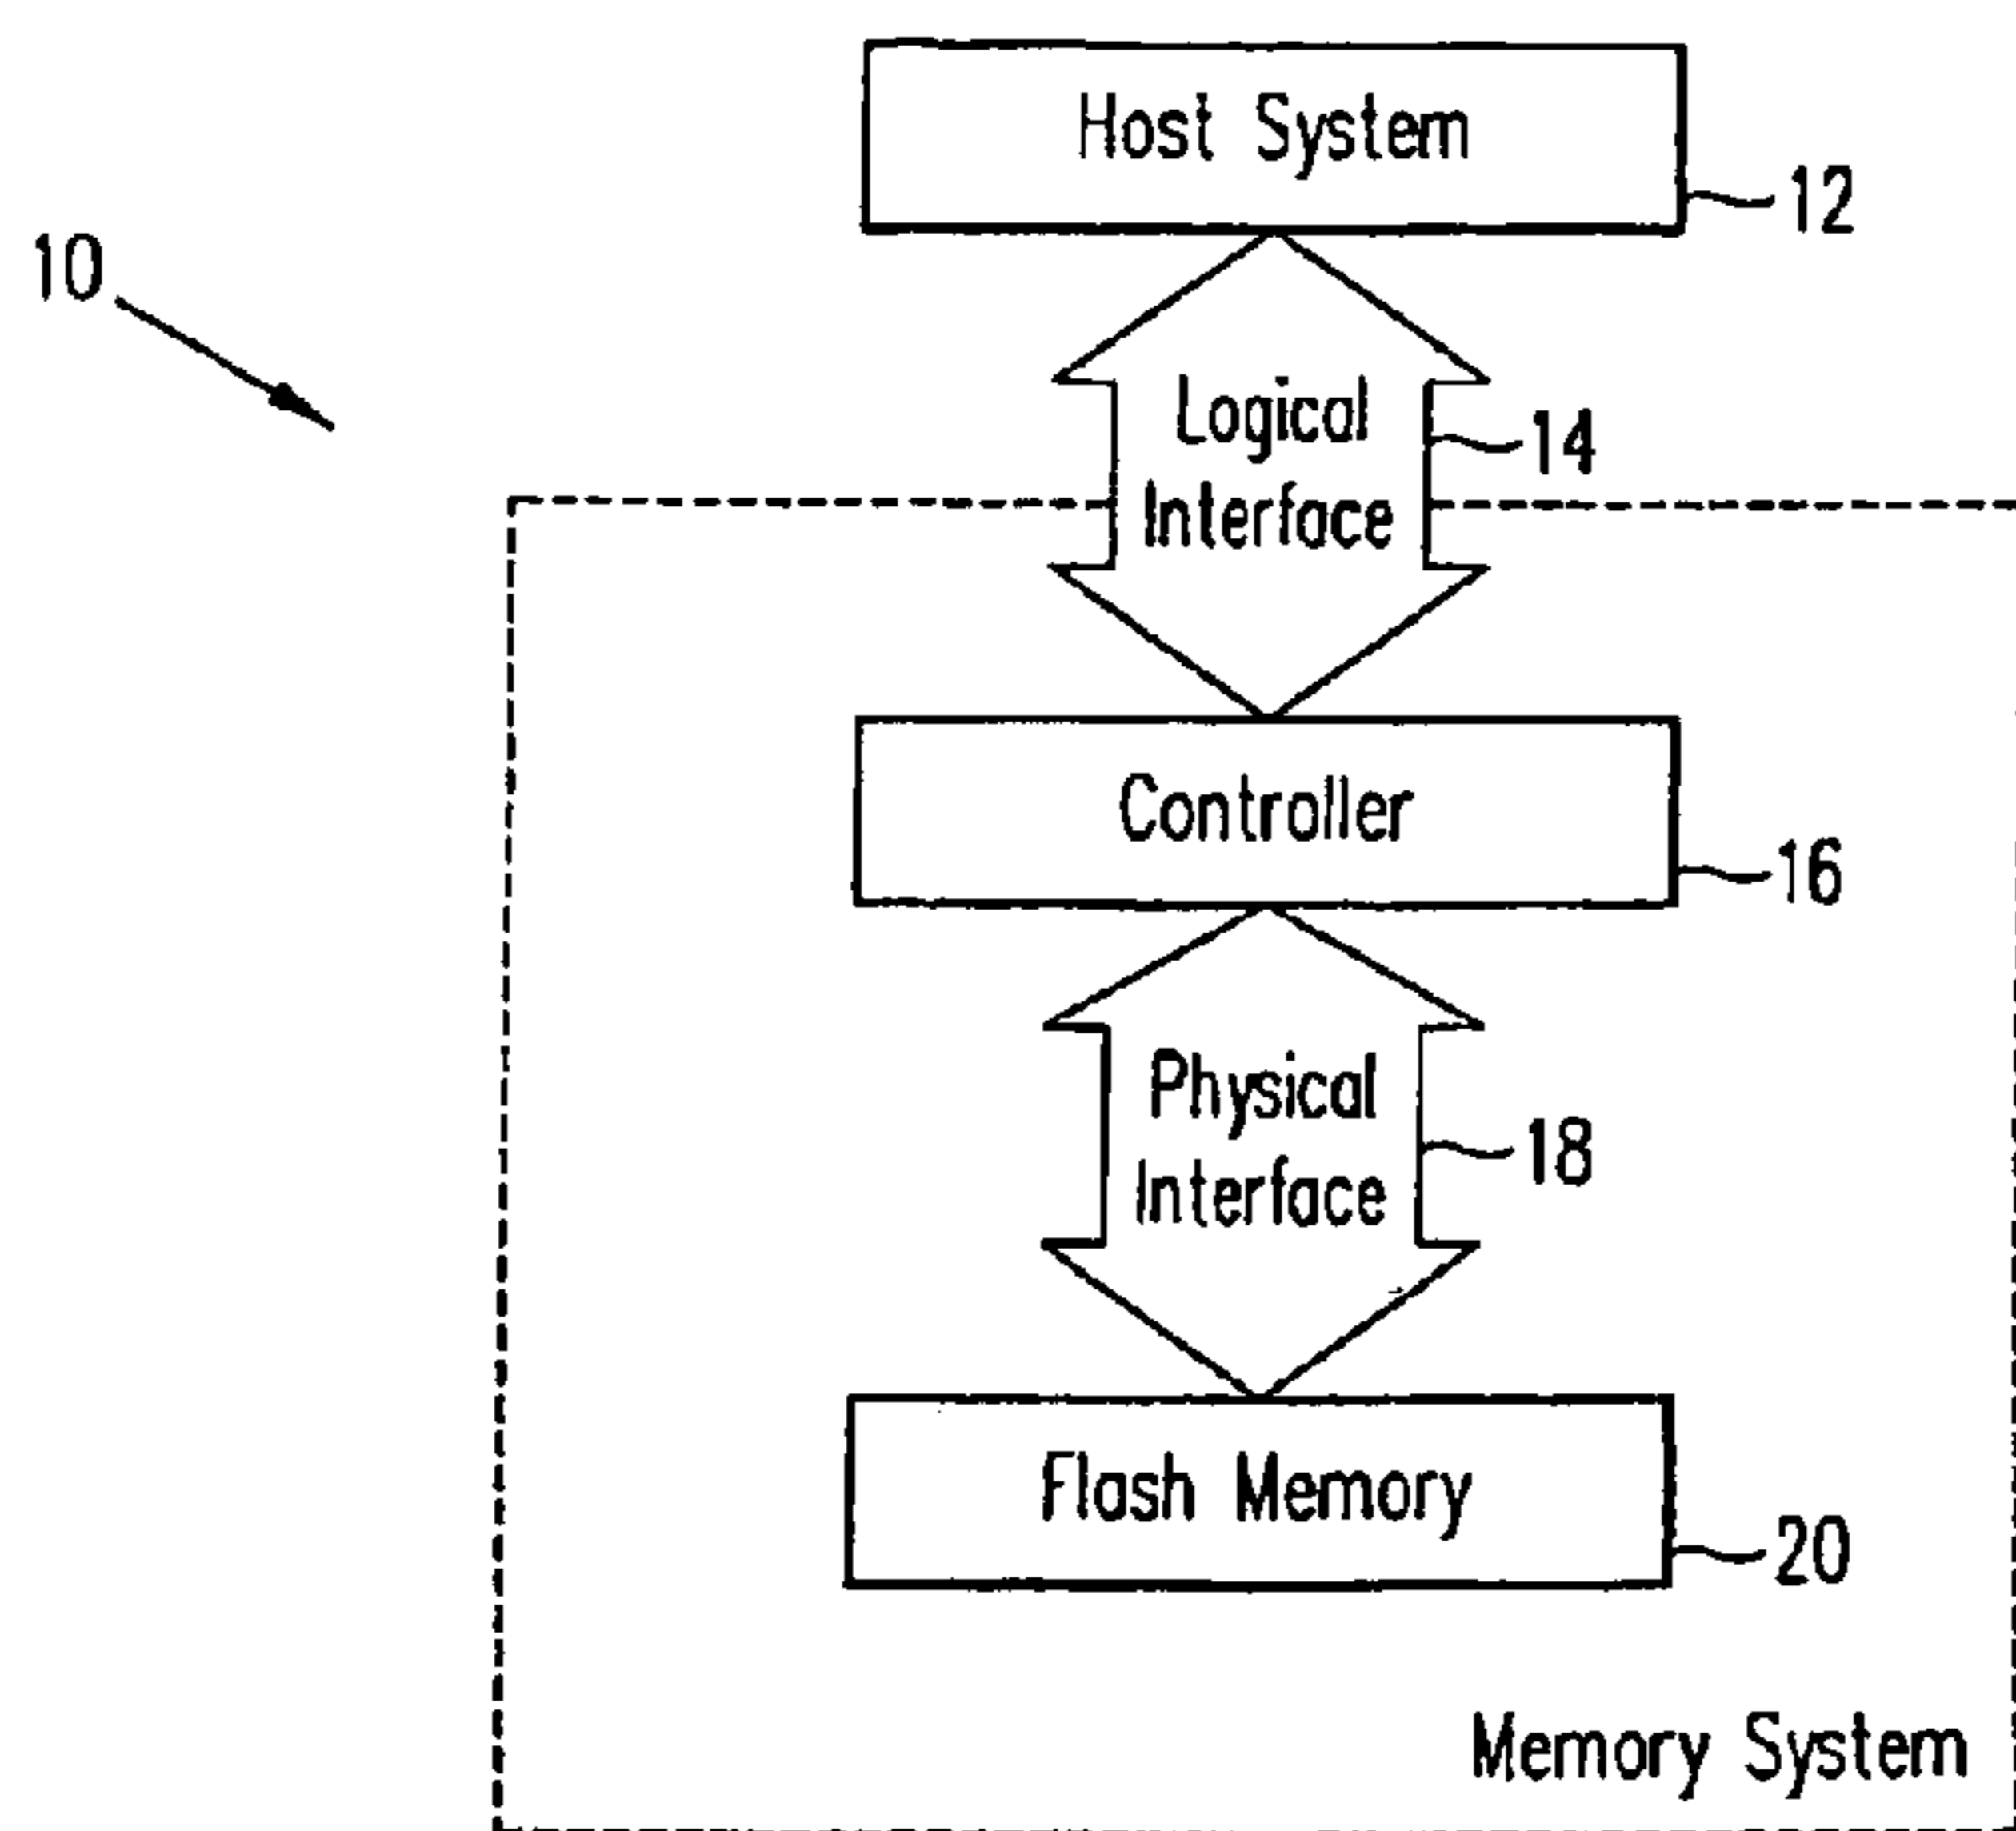 Host System
12
10
Logical
Interface
14
Controller
16
Physical
Interface
18
Flash Memory
20
Memory System